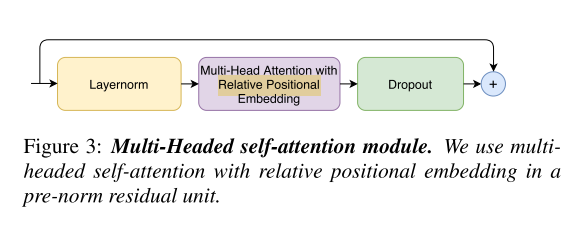 Layernorm
Multi-Head Attention with
Relative Positional
Embedding
Dropout
+
Figure 3: Multi-Headed self-attention module. We use multi-
headed self-attention with relative positional embedding in a
pre-norm residual unit.